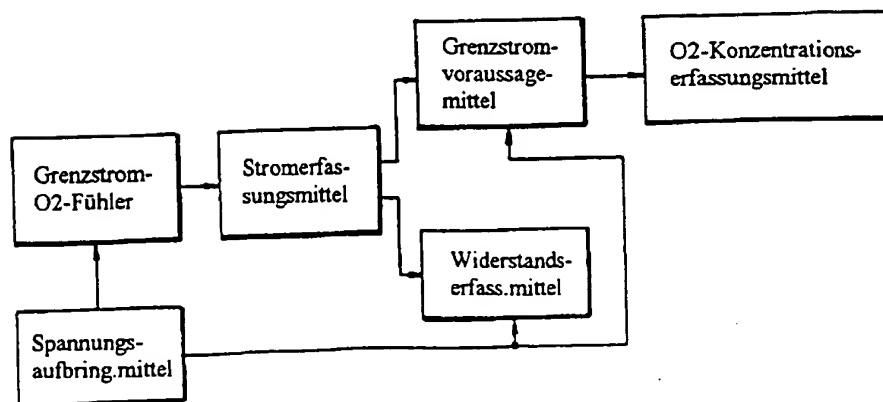 Grenzstrom-
voraussage-
mittel
O2-Konzentrations-
erfassungsmittel
Grenzstrom-
O2-Fühler
Stromerfas-
sungsmittel
Widerstands-
erfass.mittel
Spannungs-
aufbring.mittel